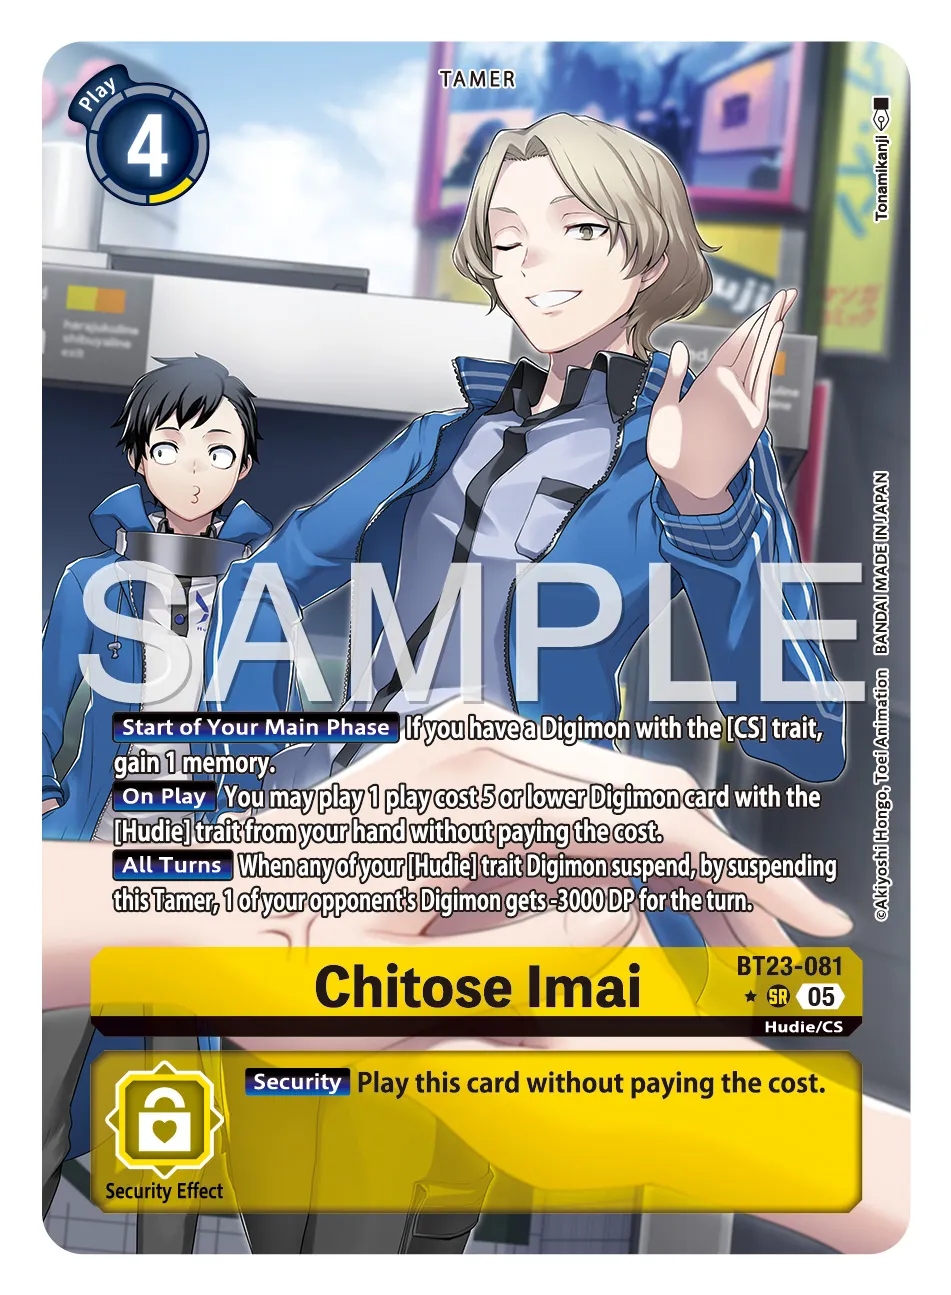 Play
4
TAMER
Tonamikanji
harajukuline
shibuyaline
exit
SAMPLE
Start of Your Main Phase If you have a Digimon with the [CS] trait,
gain 1 memory.
On Play You may play 1 play cost 5 or lower Digimon card with the
[Hudie] trait from your hand without paying the cost.
All Turns When any of your [Hudie] trait Digimon suspend, by suspending
this Tamer, 1 of your opponent's Digimon gets -3000 DP for the turn.
©Akiyoshi Hongo, Toei Animation BANDAI MADE IN JAPAN
Chitose Imai
BT23-081
SR 05
Hudie/CS
Security Play this card without paying the cost.
Security Effect